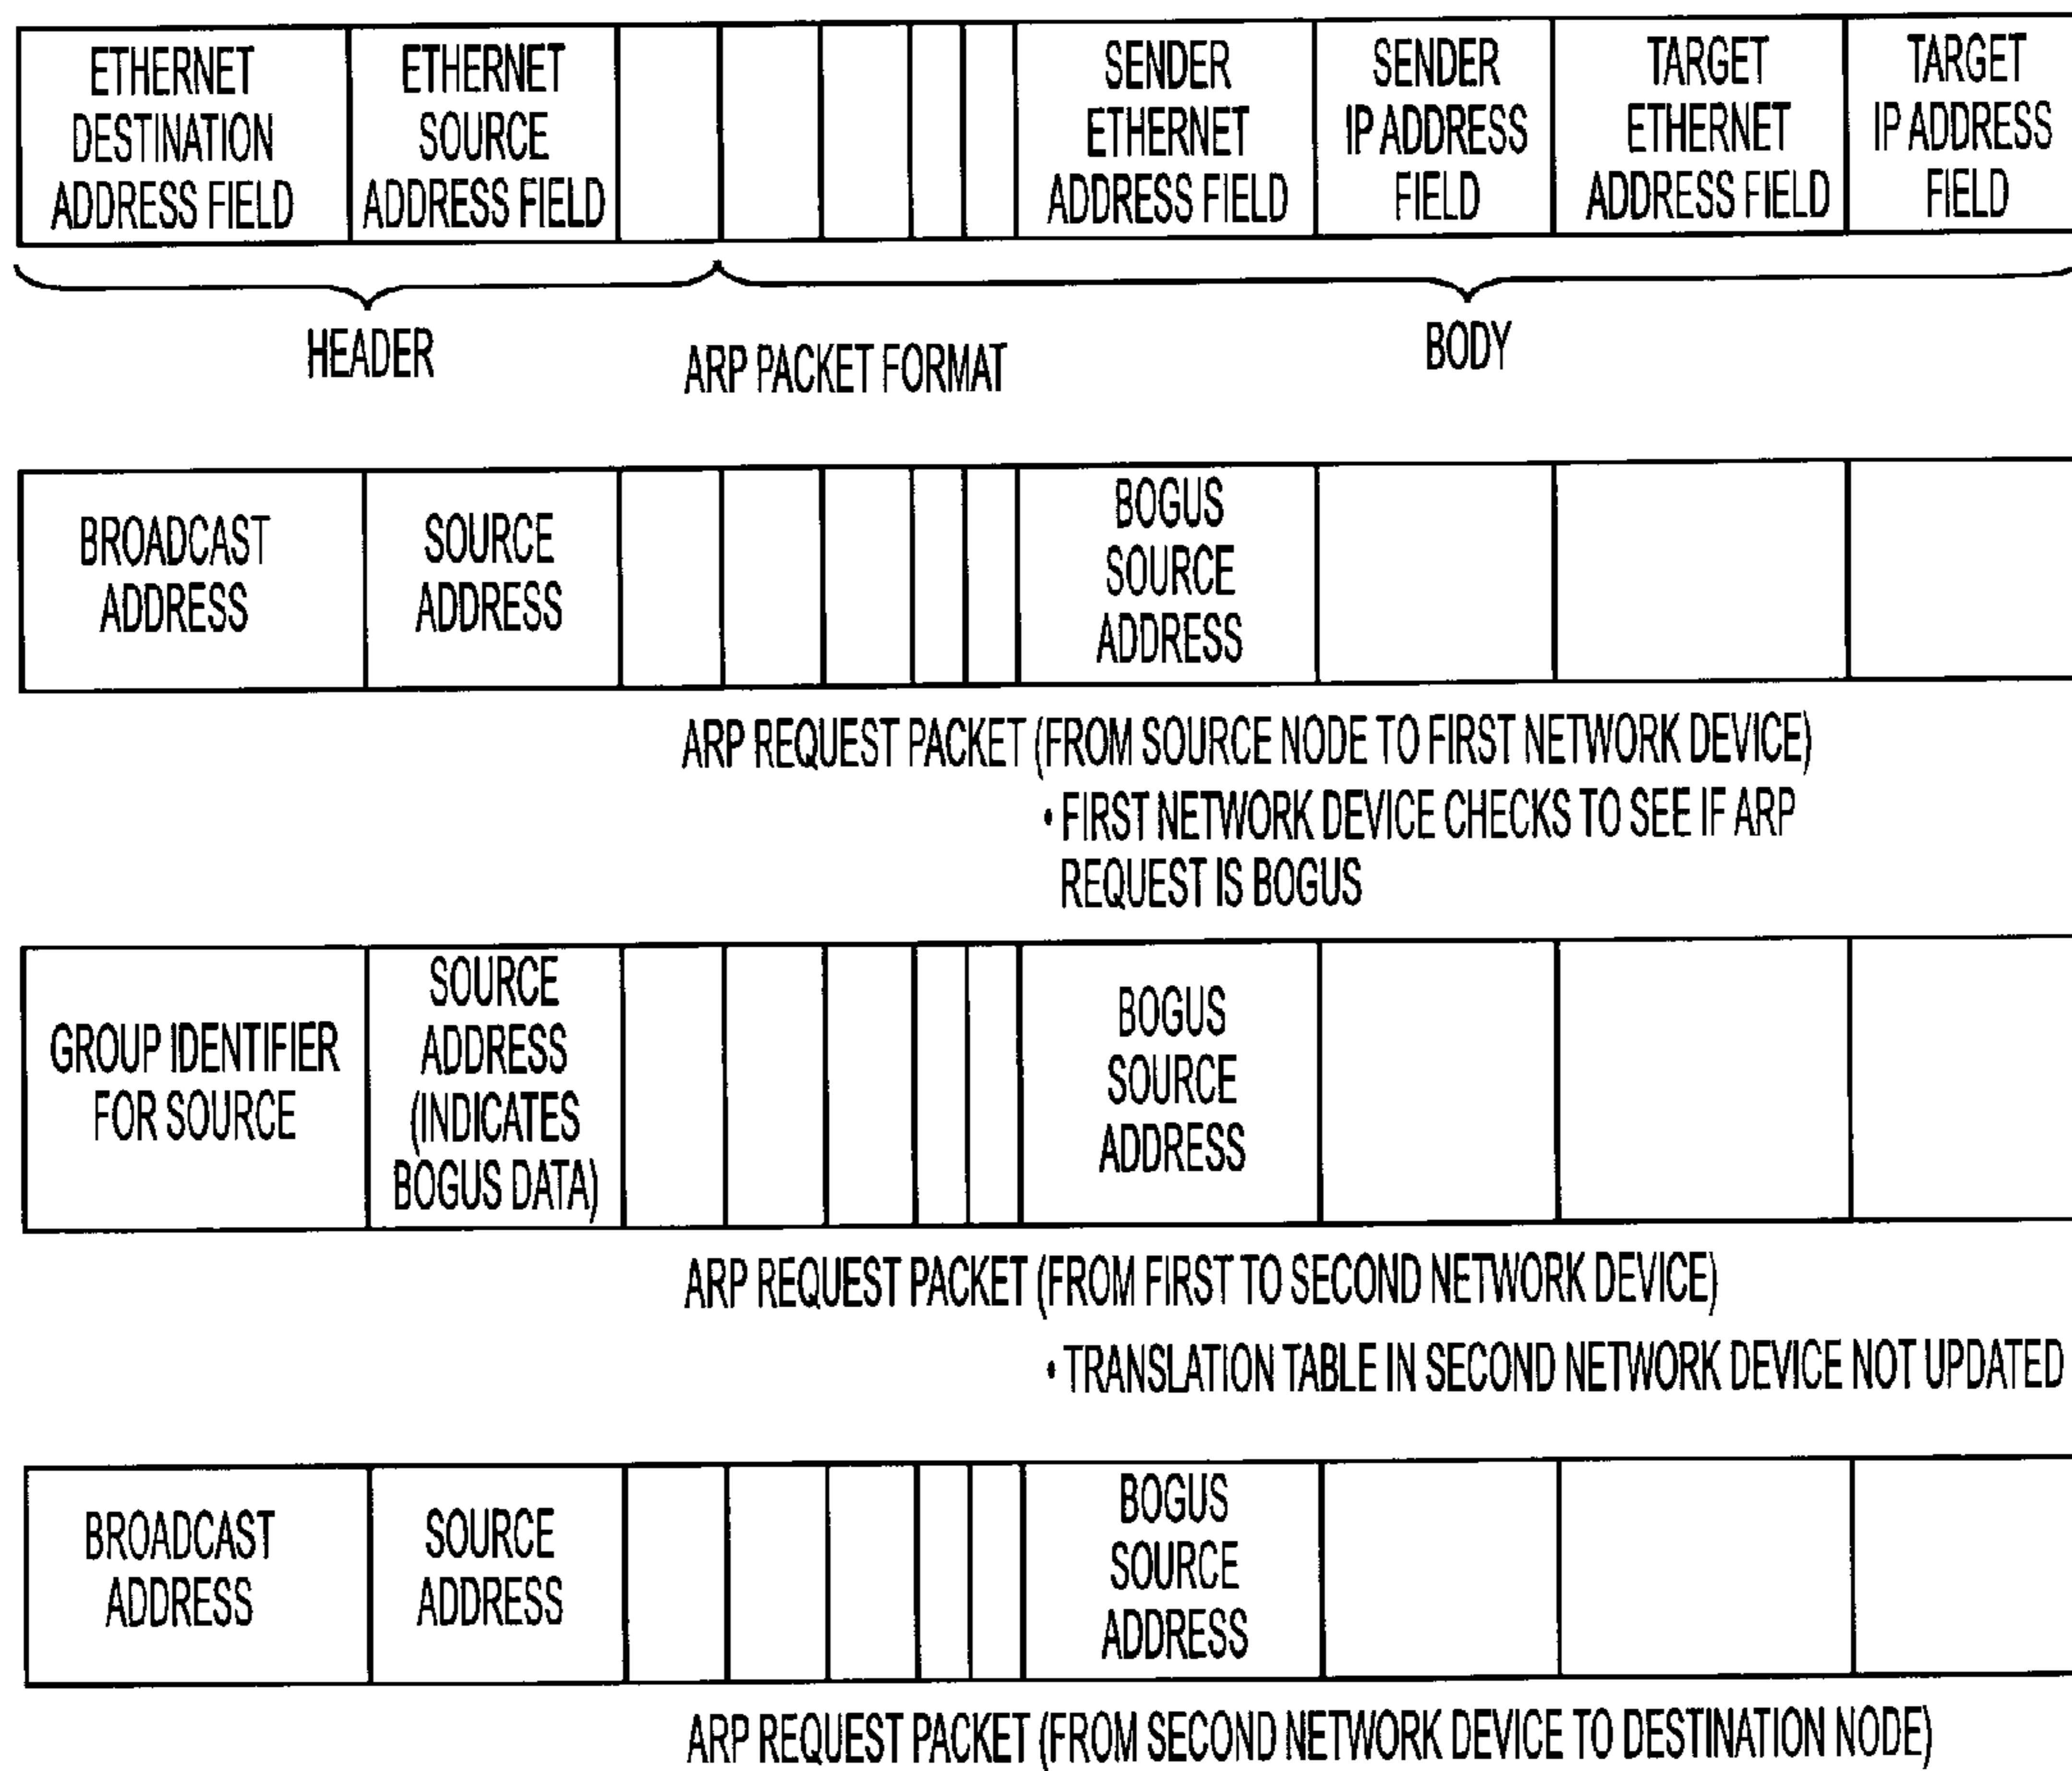 ETHERNET
DESTINATION
ADDRESS FIELD
ETHERNET
SOURCE
ADDRESS FIELD
SENDER
ETHERNET
ADDRESS FIELD
SENDER
IP ADDRESS
FIELD
TARGET
ETHERNET
ADDRESS FIELD
TARGET
IP ADDRESS
FIELD
HEADER
ARP PACKET FORMAT
BODY
BROADCAST
ADDRESS
SOURCE
ADDRESS
BOGUS
SOURCE
ADDRESS
ARP REQUEST PACKET (FROM SOURCE NODE TO FIRST NETWORK DEVICE)
• FIRST NETWORK DEVICE CHECKS TO SEE IF ARP
REQUEST IS BOGUS
GROUP IDENTIFIER
FOR SOURCE
SOURCE
ADDRESS
(INDICATES
BOGUS DATA)
BOGUS
SOURCE
ADDRESS
ARP REQUEST PACKET (FROM FIRST TO SECOND NETWORK DEVICE)
• TRANSLATION TABLE IN SECOND NETWORK DEVICE NOT UPDATED
BROADCAST
ADDRESS
SOURCE
ADDRESS
BOGUS
SOURCE
ADDRESS
ARP REQUEST PACKET (FROM SECOND NETWORK DEVICE TO DESTINATION NODE)